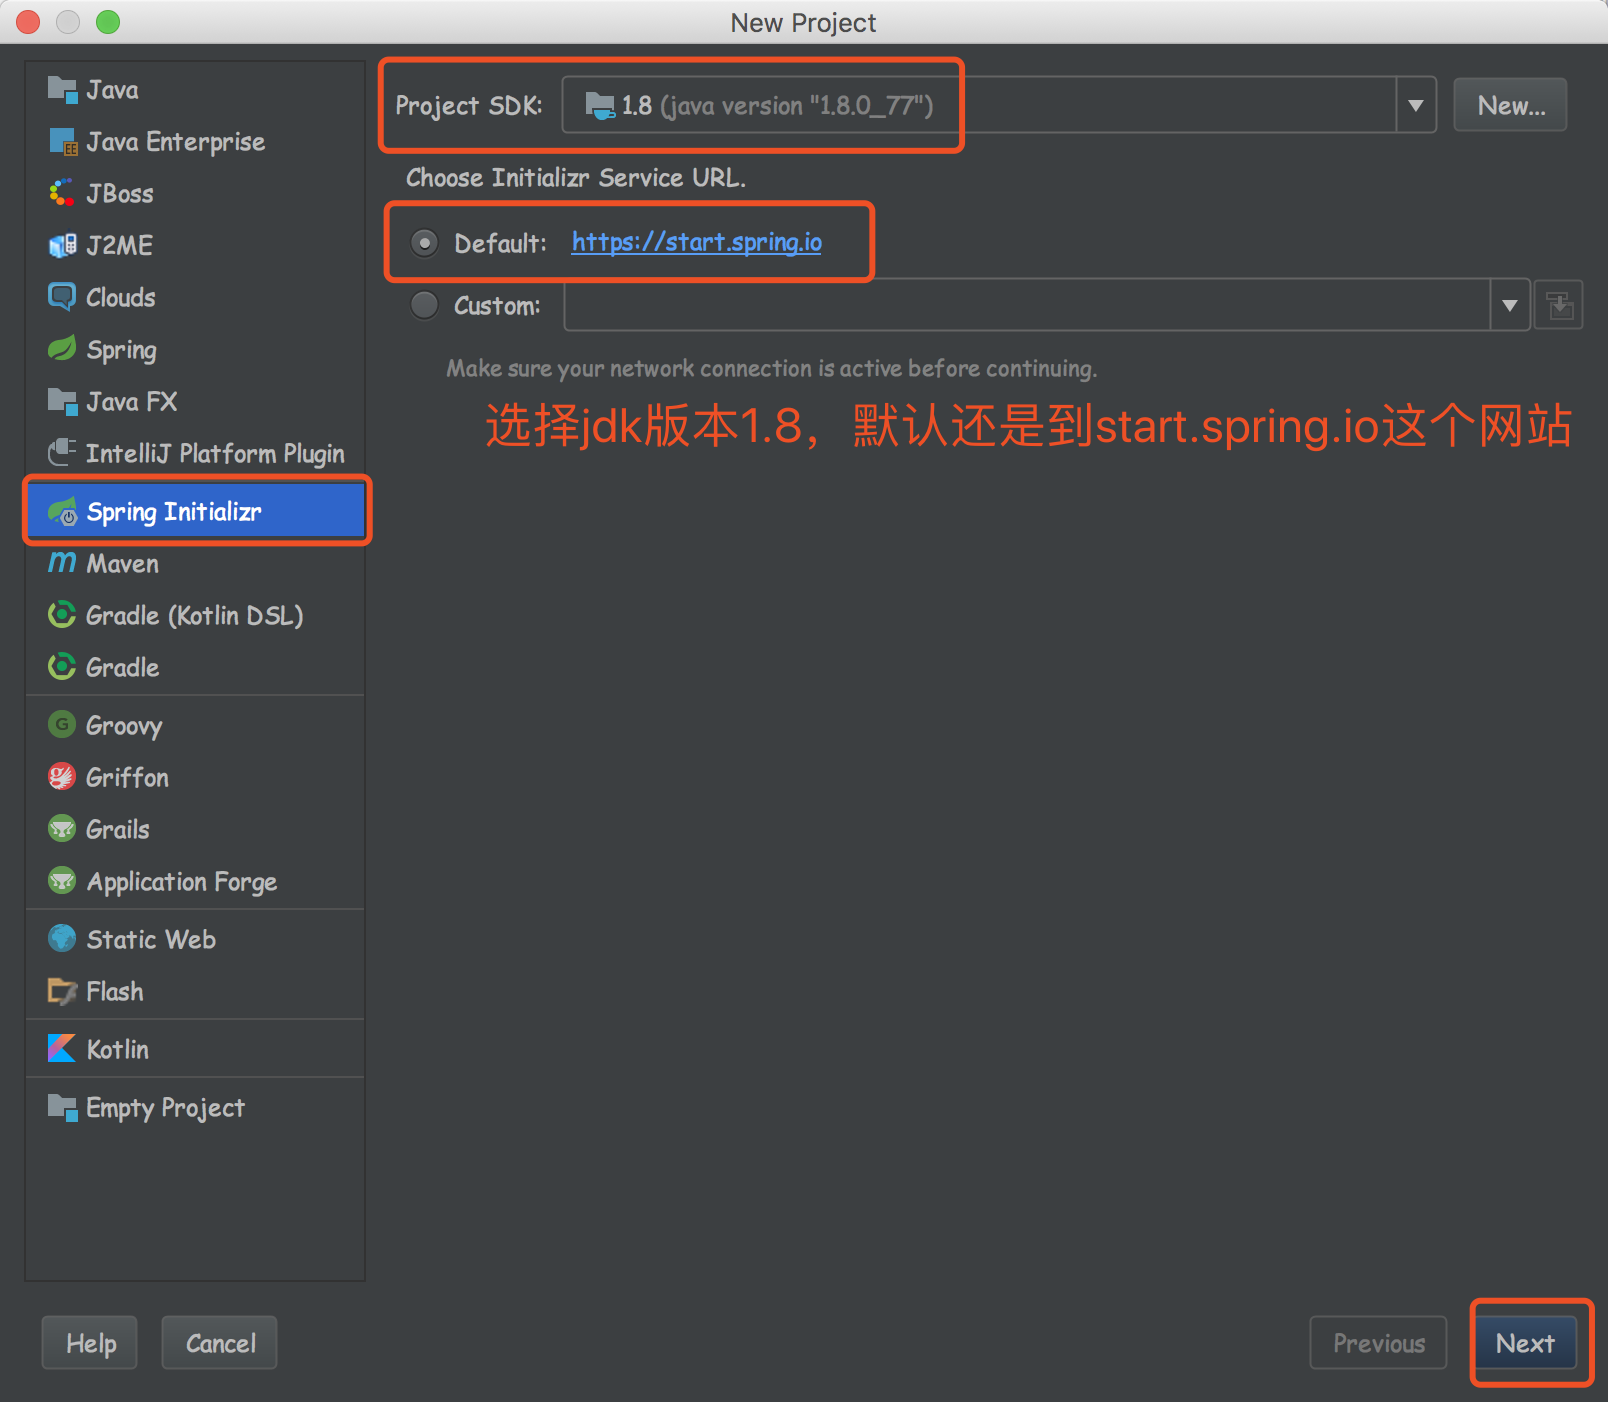 New Project
Java
Java Enterprise
JBoss
J2ME
Clouds
Spring
Java FX
IntelliJ Platform Plugin
Spring Initializr
Maven
Gradle (Kotlin DSL)
Gradle
Groovy
Griffon
Grails
Application Forge
Static Web
Flash
Kotlin
Empty Project
Project SDK: 1.8 (java version "1.8.0_77") New...
Choose Initializr Service URL.
Default: https://start.spring.io
Custom:
Make sure your network connection is active before continuing.
选择jdk版本1.8，默认还是到start.spring.io这个网站
Help Cancel Previous Next